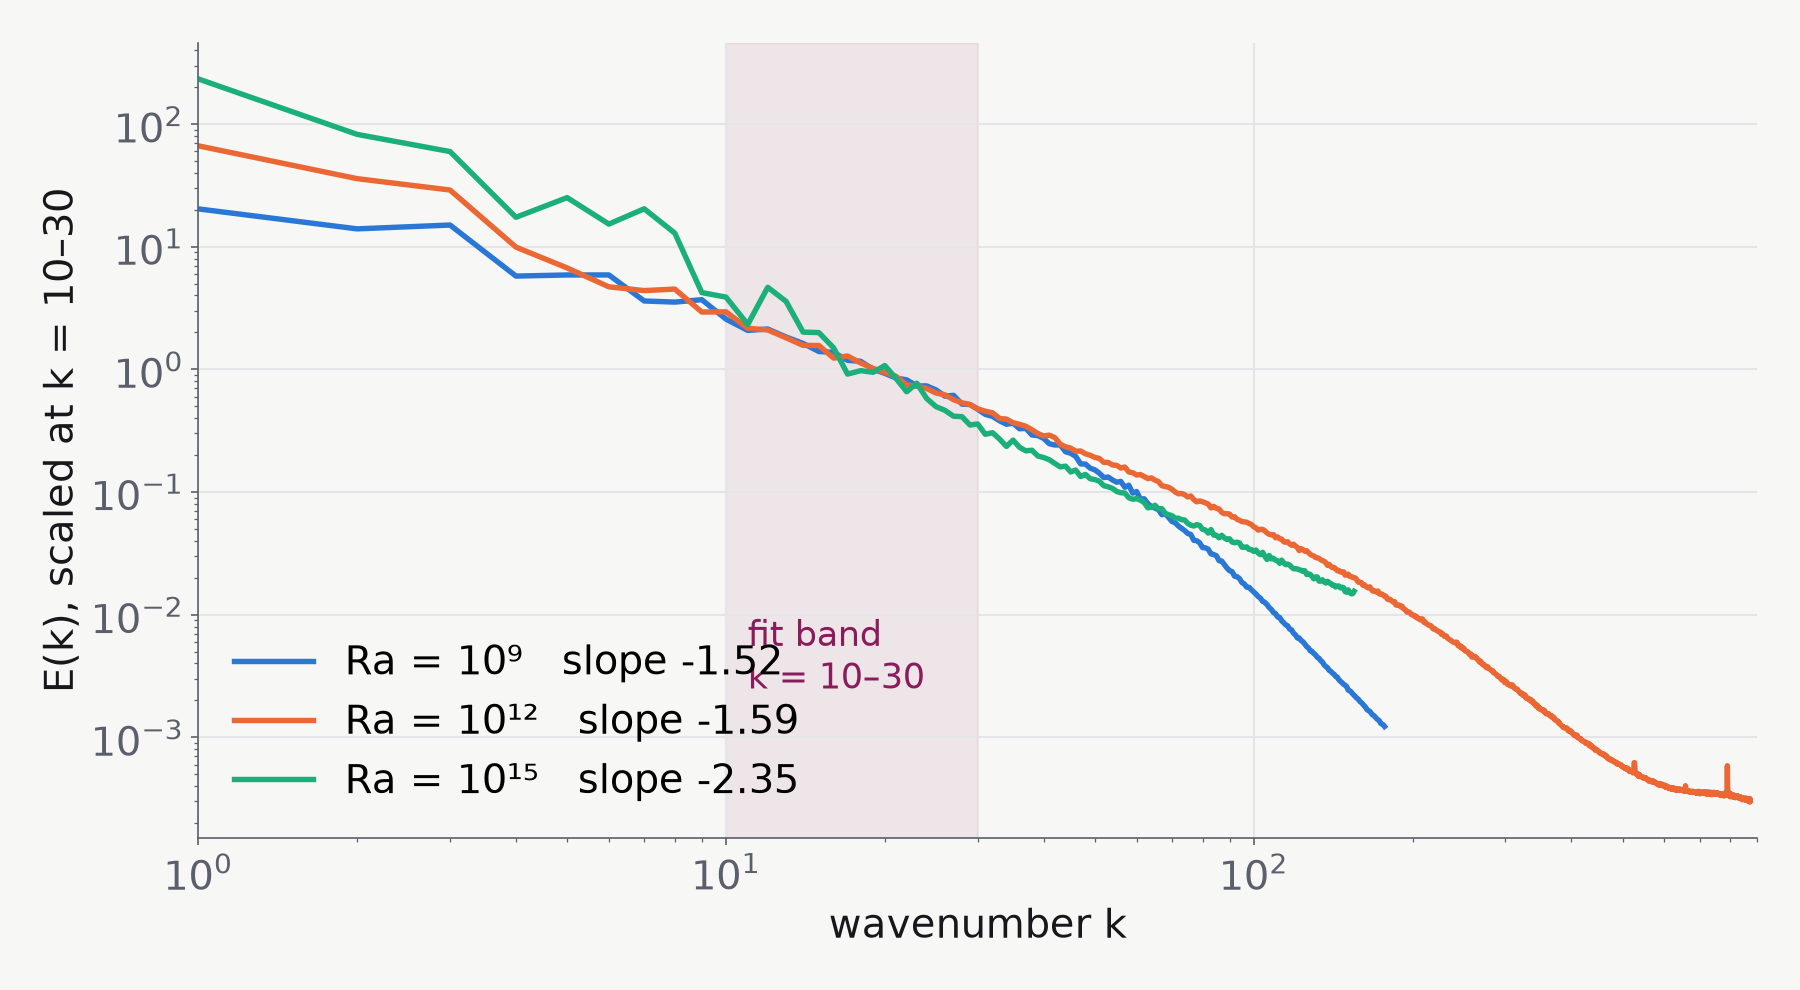 E(k), scaled at k = 10–30
10²
10¹
10⁰
10⁻¹
10⁻²
10⁻³
fit band
k = 10–30
Ra = 10⁹ slope -1.52
Ra = 10¹² slope -1.59
Ra = 10¹⁵ slope -2.35
10⁰ 10¹ 10²
wavenumber k